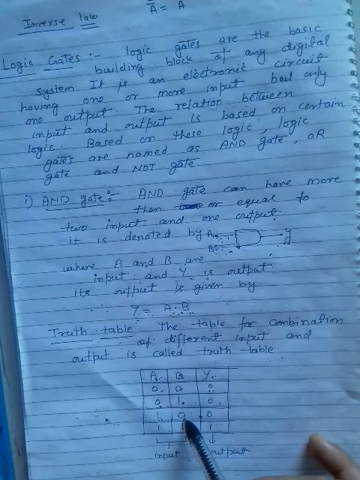 Inverse law A̿ = A
Logic Gates :- logic gates are the basic
building block of any digital
system. It is an electronic circuit
having one or more input but only
one output. The relation between
input and output is based on certain
logic. Based on these logic, logic
gates are named as AND gate, OR
gate and NOT gate
i) AND gate :- AND gate can have more
then or equal to
two input and one output
it is denoted by A B Y
where A and B are
input and Y is output
Its output is given by
Y = A.B
Truth table The table for combination
of different input and
output is called truth table
A B Y
0 0 0
0 1 0
1 0 0
1 1 1
input output